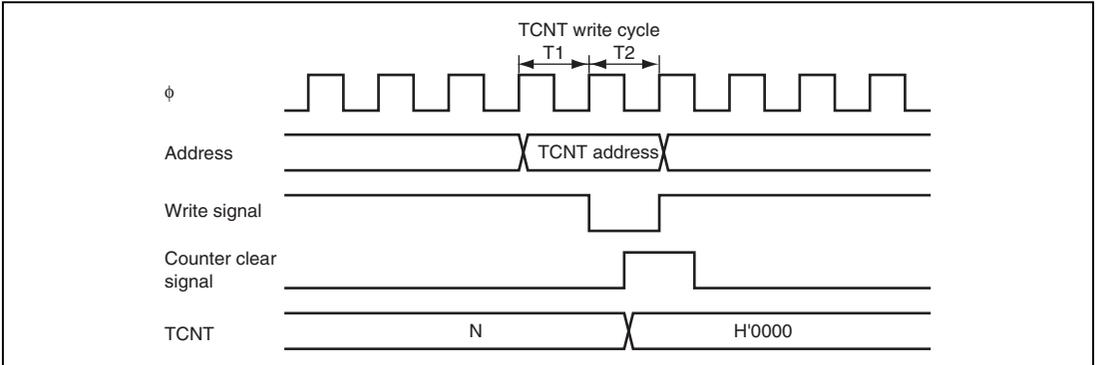 TCNT write cycle
T1 T2
ϕ
Address
TCNT address
Write signal
Counter clear
signal
TCNT
N
H'0000